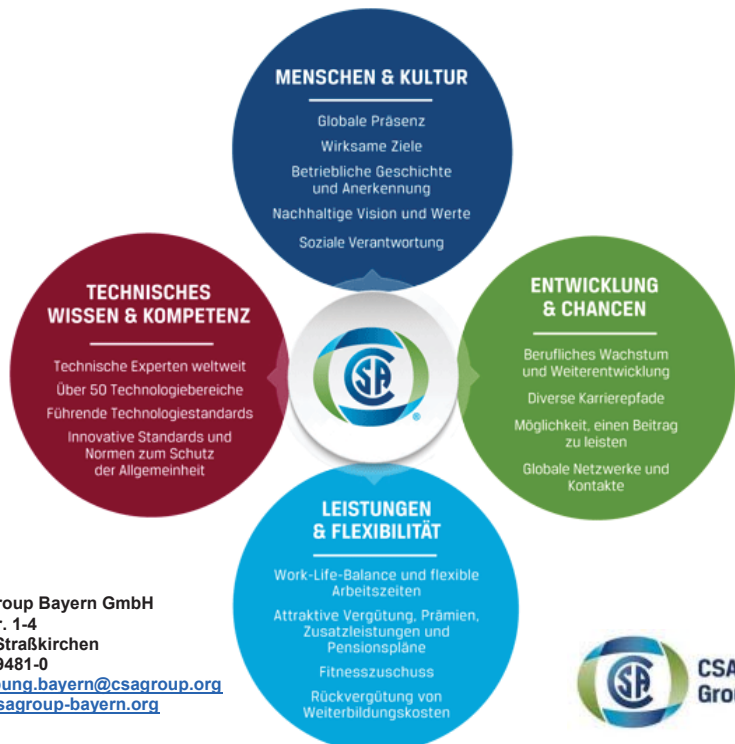 MENSCHEN & KULTUR
Globale Präsenz
Wirksame Ziele
Betriebliche Geschichte
und Anerkennung
Nachhaltige Vision und Werte
Soziale Verantwortung
TECHNISCHES
WISSEN & KOMPETENZ
Technische Experten weltweit
Über 50 Technologiebereiche
Führende Technologiestandards
Innovative Standards und
Normen zum Schutz
der Allgemeinheit
CSA
®
ENTWICKLUNG
& CHANCEN
Berufliches Wachstum
und Weiterentwicklung
Diverse Karrierepfade
Möglichkeit, einen Beitrag
zu leisten
Globale Netzwerke und
Kontakte
LEISTUNGEN
& FLEXIBILITÄT
Work-Life-Balance und flexible
Arbeitszeiten
Attraktive Vergütung, Prämien,
Zusatzleistungen und
Pensionspläne
Fitnesszuschuss
Rückvergütung von
Weiterbildungskosten
roup Bayern GmbH
r. 1-4
Straßkirchen
9481-0
ung.bayern@csagroup.org
sagroup-bayern.org
CSA
CSA
Grou